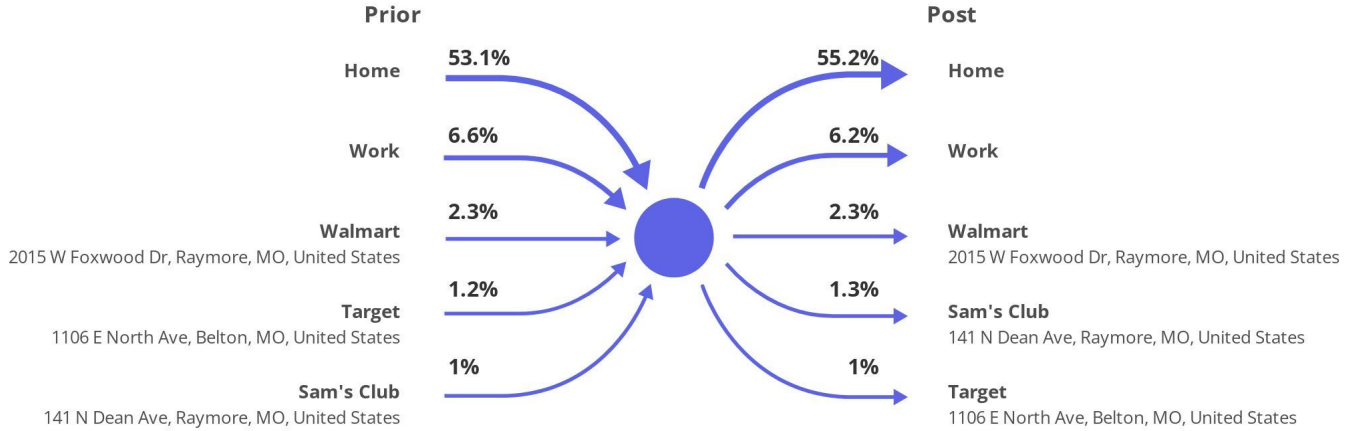 Prior
Post
53.1%
Home
55.2%
Home
6.6%
Work
6.2%
Work
2.3%
Walmart
2015 W Foxwood Dr, Raymore, MO, United States
2.3%
Walmart
2015 W Foxwood Dr, Raymore, MO, United States
1.2%
Target
1106 E North Ave, Belton, MO, United States
1.3%
Sam's Club
141 N Dean Ave, Raymore, MO, United States
1%
Sam's Club
141 N Dean Ave, Raymore, MO, United States
1%
Target
1106 E North Ave, Belton, MO, United States